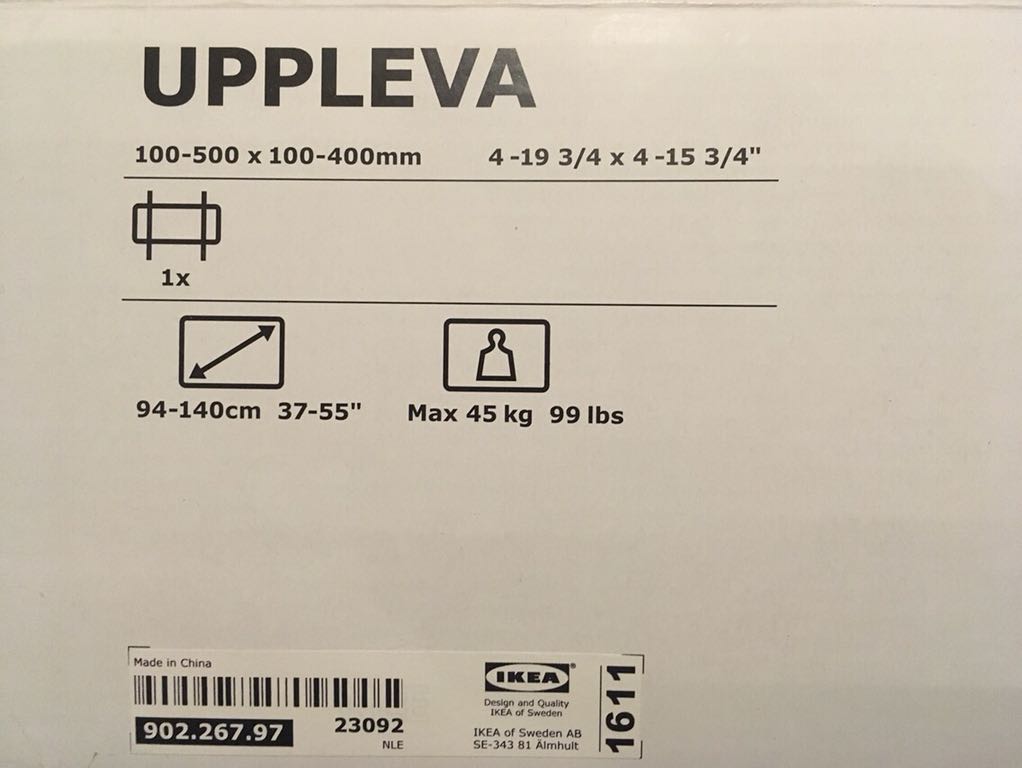 UPPLEVA
100-500 x 100-400mm 4-19 3/4 x 4-15 3/4"
1x
94-140cm 37-55" Max 45 kg 99 lbs
Made in China
IKEA®
Design and Quality
IKEA of Sweden
902.267.97 23092
NLE
IKEA of Sweden AB
SE-343 81 Älmhult
1611